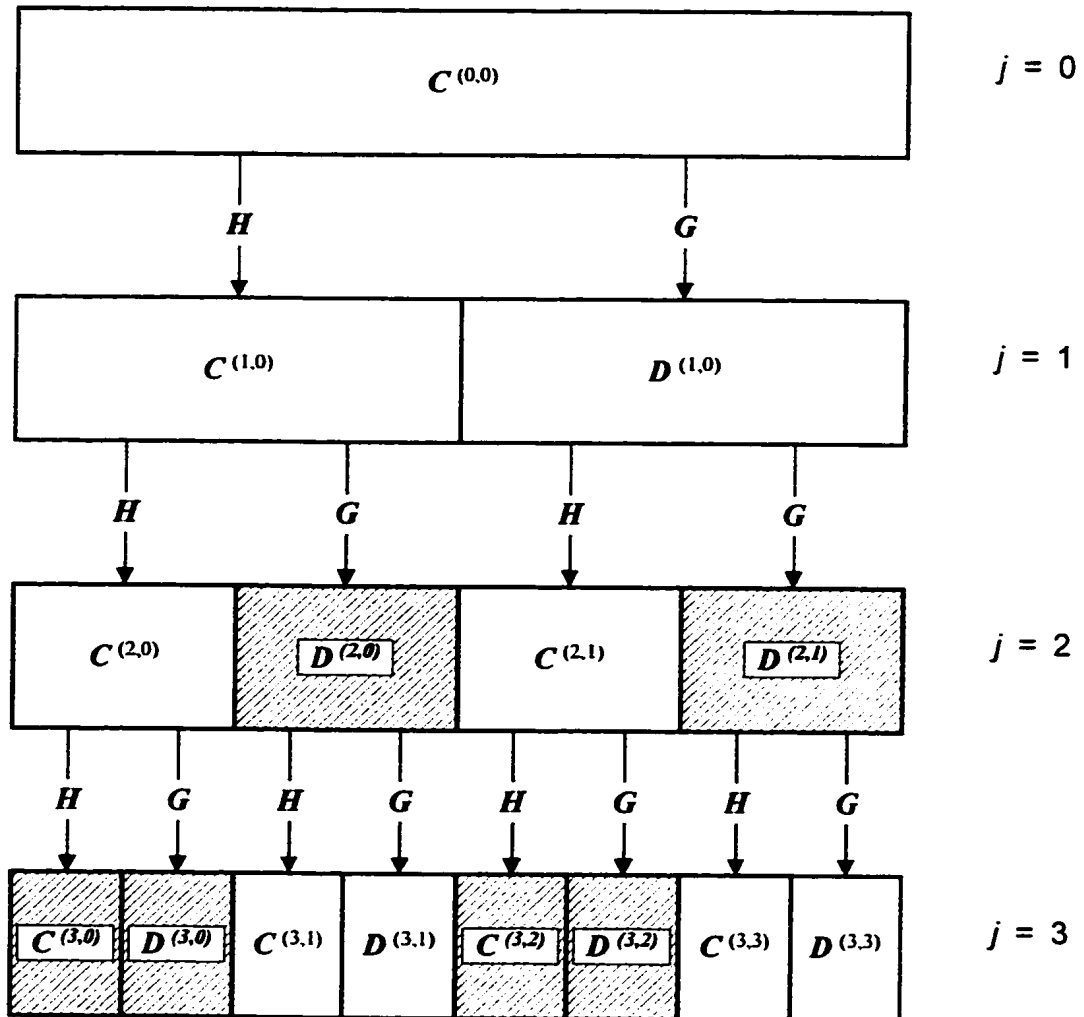 C (0,0) j = 0
H G
C (1,0) D (1,0) j = 1
H G H G
C (2,0) D (2,0) C (2,1) D (2,1) j = 2
H G H G H G H G
C (3,0) D (3,0) C (3,1) D (3,1) C (3,2) D (3,2) C (3,3) D (3,3) j = 3